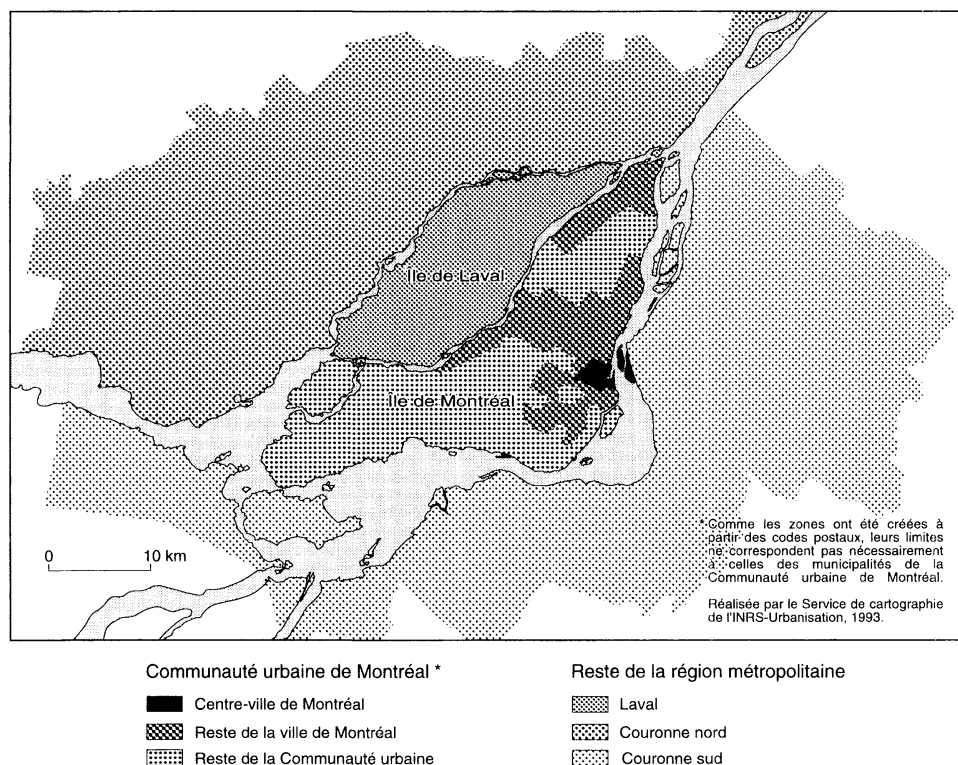 Île de Laval
Île de Montréal
0 10 km
*Comme les zones ont été créées à
partir des codes postaux, leurs limites
ne correspondent pas nécessairement
à celles des municipalités de la
Communauté urbaine de Montréal.
Réalisée par le Service de cartographie
de l'INRS-Urbanisation, 1993.
Communauté urbaine de Montréal *
Centre-ville de Montréal
Reste de la ville de Montréal
Reste de la Communauté urbaine
Reste de la région métropolitaine
Laval
Couronne nord
Couronne sud